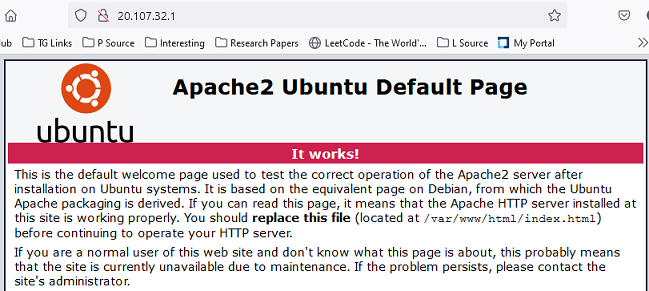 20.107.32.1
lub TG Links P Source Interesting Research Papers LeetCode - The World'... L Source My Portal
Apache2 Ubuntu Default Page
ubuntu
It works!
This is the default welcome page used to test the correct operation of the Apache2 server after
installation on Ubuntu systems. It is based on the equivalent page on Debian, from which the Ubuntu
Apache packaging is derived. If you can read this page, it means that the Apache HTTP server installed at
this site is working properly. You should replace this file (located at /var/www/html/index.html)
before continuing to operate your HTTP server.
If you are a normal user of this web site and don't know what this page is about, this probably means
that the site is currently unavailable due to maintenance. If the problem persists, please contact the
site's administrator.